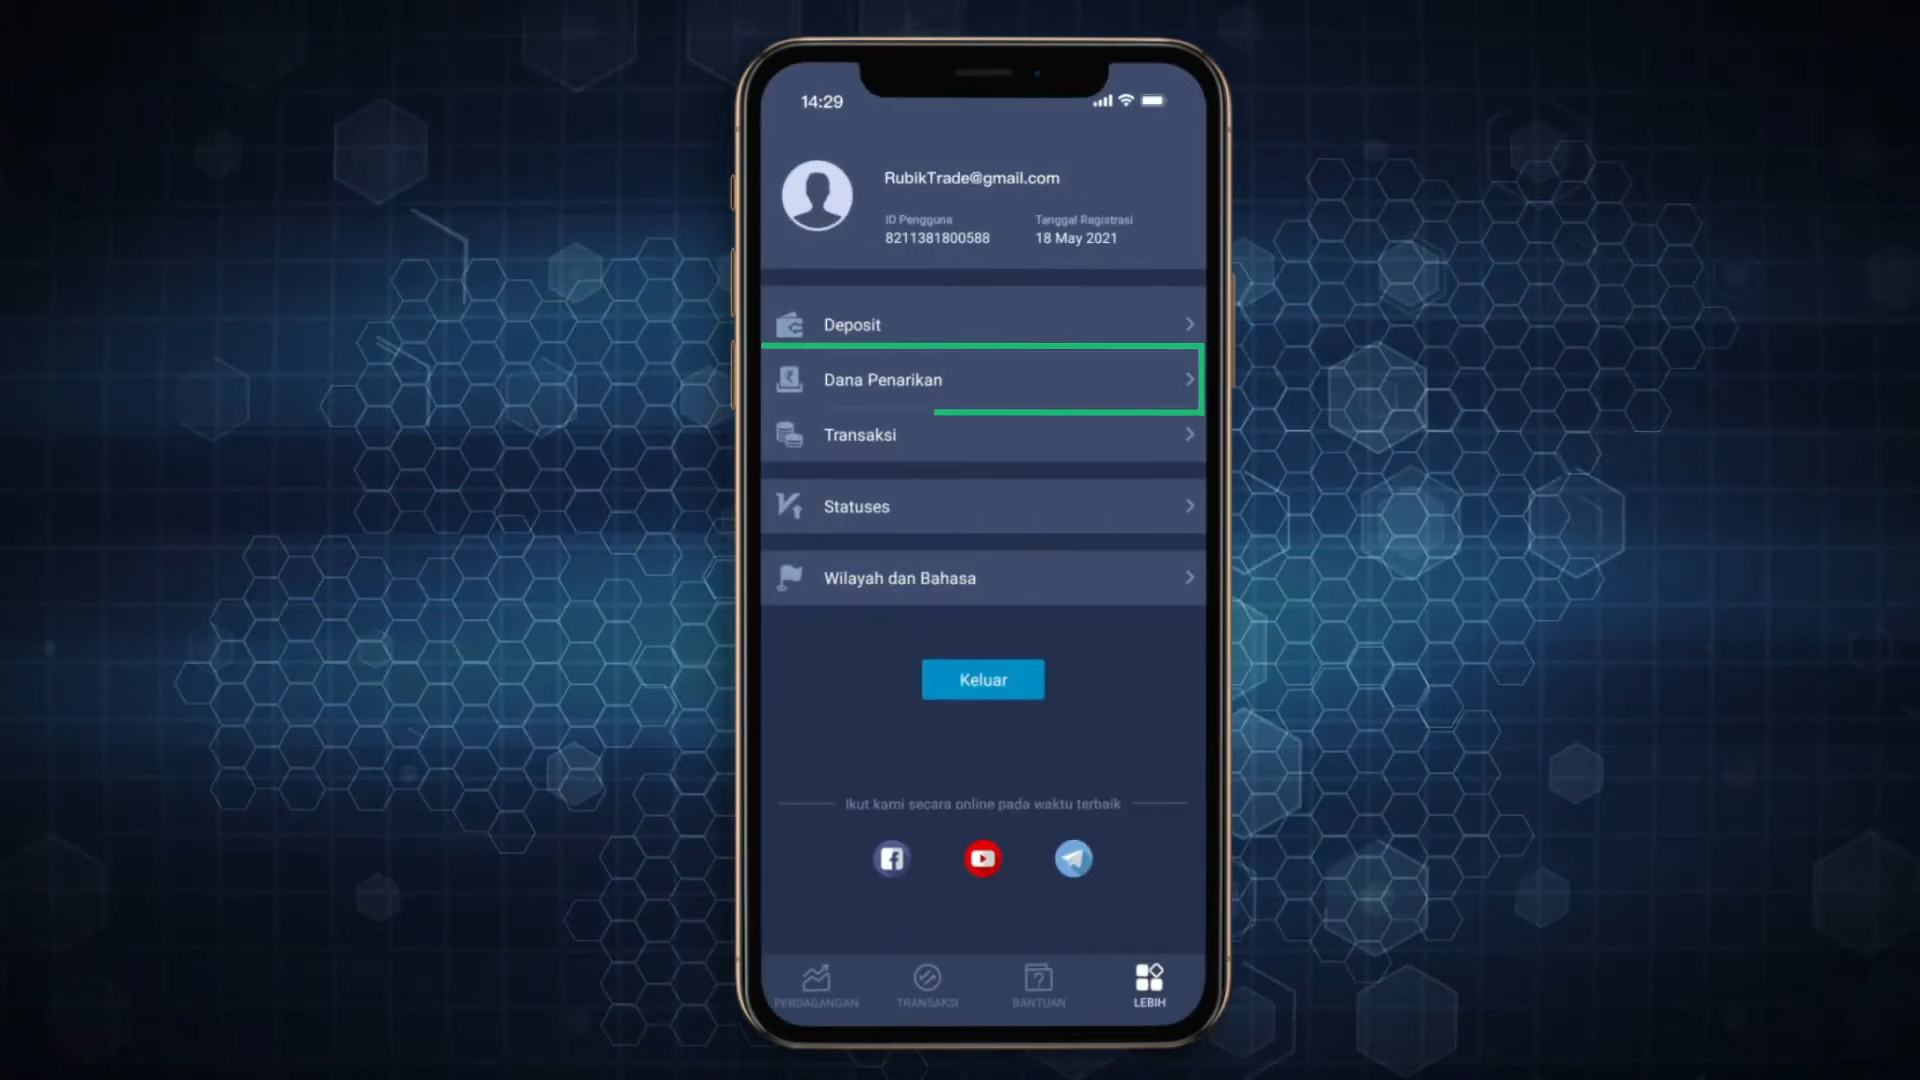 14:29
RubikTrade@gmail.com
ID Pengguna
Tanggal Registrasi
8211381800588
18 May 2021
Deposit
Dana Penarikan
Transaksi
Statuses
Wilayah dan Bahasa
Keluar
Ikut kami secara online pada waktu terbaik
PERDAGANGAN
TRANSAKSI
BANTUAN
LEBIH